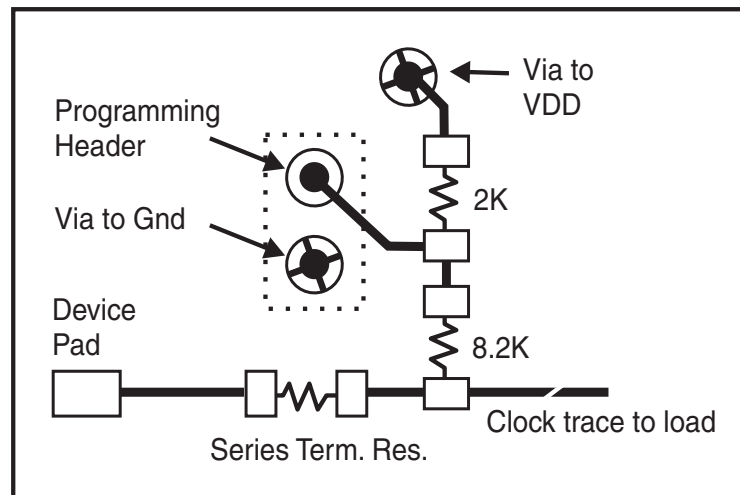 Via to
VDD
Programming
Header
2K
Via to Gnd
Device
Pad
8.2K
Clock trace to load
Series Term. Res.